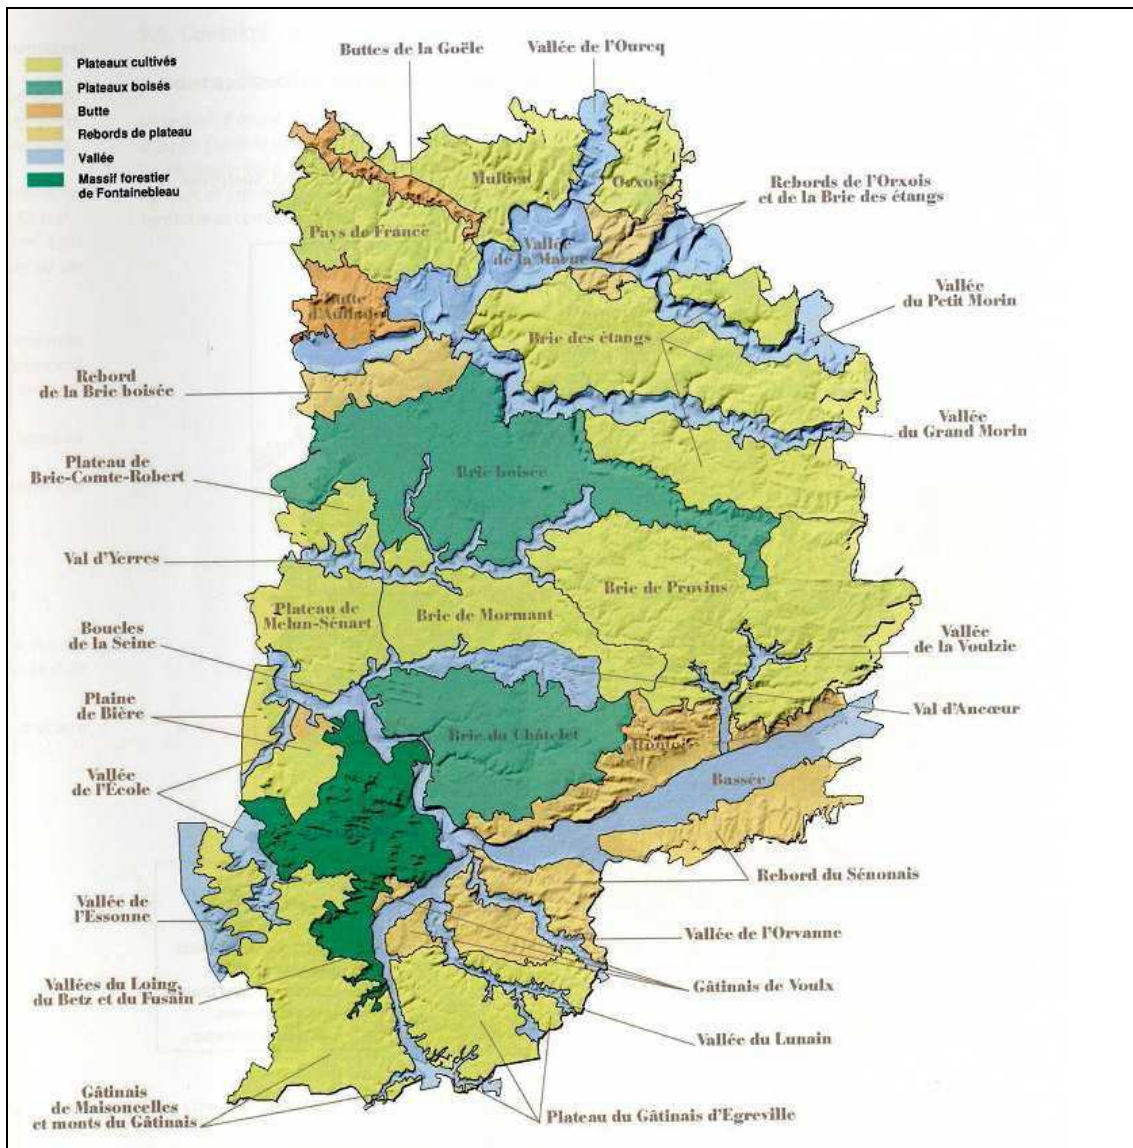 Plateaux cultivés
Plateaux boisés
Butte
Rebords de plateau
Vallée
Massif forestier
de Fontainebleau
Buttes de la Goële
Vallée de l'Ourcq
Multien
Orxois
Rebords de l'Orxois
et de la Brie des étangs
Pays de France
Vallée
de la Marne
Butte
d'Aulnade
Vallée
du Petit Morin
Brie des étangs
Rebord
de la Brie boisée
Vallée
du Grand Morin
Plateau de
Brie-Comte-Robert
Brie boisée
Val d'Yerres
Brie de Provins
Plateau de
Melun-Sénart
Brie de Mormant
Boucles
de la Seine
Vallée
de la Voulzie
Plaine
de Bière
Val d'Ancœur
Brie du Châtelet
Montois
Vallée
de l'École
Bassée
Rebord du Sénonais
Vallée de
l'Essonne
Vallée de l'Orvanne
Vallées du Loing,
du Betz et du Fusain
Gâtinais de Voulx
Vallée du Lunain
Gâtinais
de Maisoncelles
et monts du Gâtinais
Plateau du Gâtinais d'Egreville